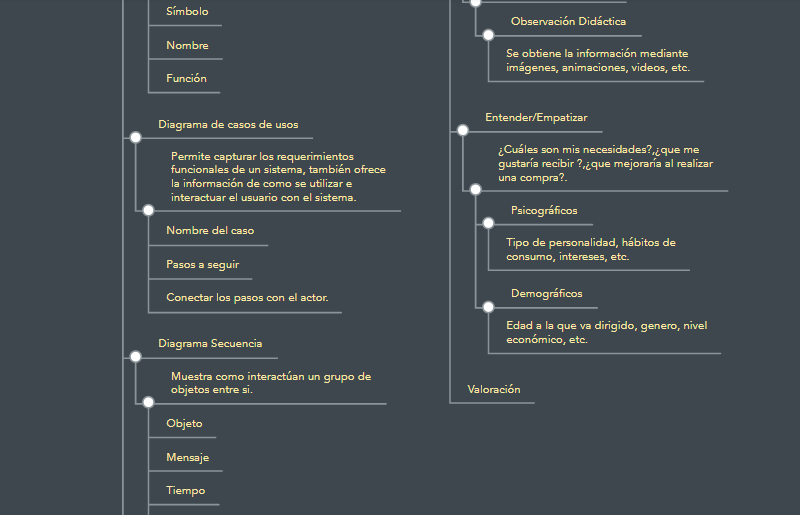 Símbolo
Nombre
Función
Diagrama de casos de usos
Permite capturar los requerimientos
funcionales de un sistema, también ofrece
la información de como se utilizar e
interactuar el usuario con el sistema.
Nombre del caso
Pasos a seguir
Conectar los pasos con el actor.
Diagrama Secuencia
Muestra como interactúan un grupo de
objetos entre si.
Objeto
Mensaje
Tiempo
Observación Didáctica
Se obtiene la información mediante
imágenes, animaciones, videos, etc.
Entender/Empatizar
¿Cuáles son mis necesidades?,¿que me
gustaría recibir ?,¿que mejoraría al realizar
una compra?.
Psicográficos
Tipo de personalidad, hábitos de
consumo, intereses, etc.
Demográficos
Edad a la que va dirigido, genero, nivel
económico, etc.
Valoración